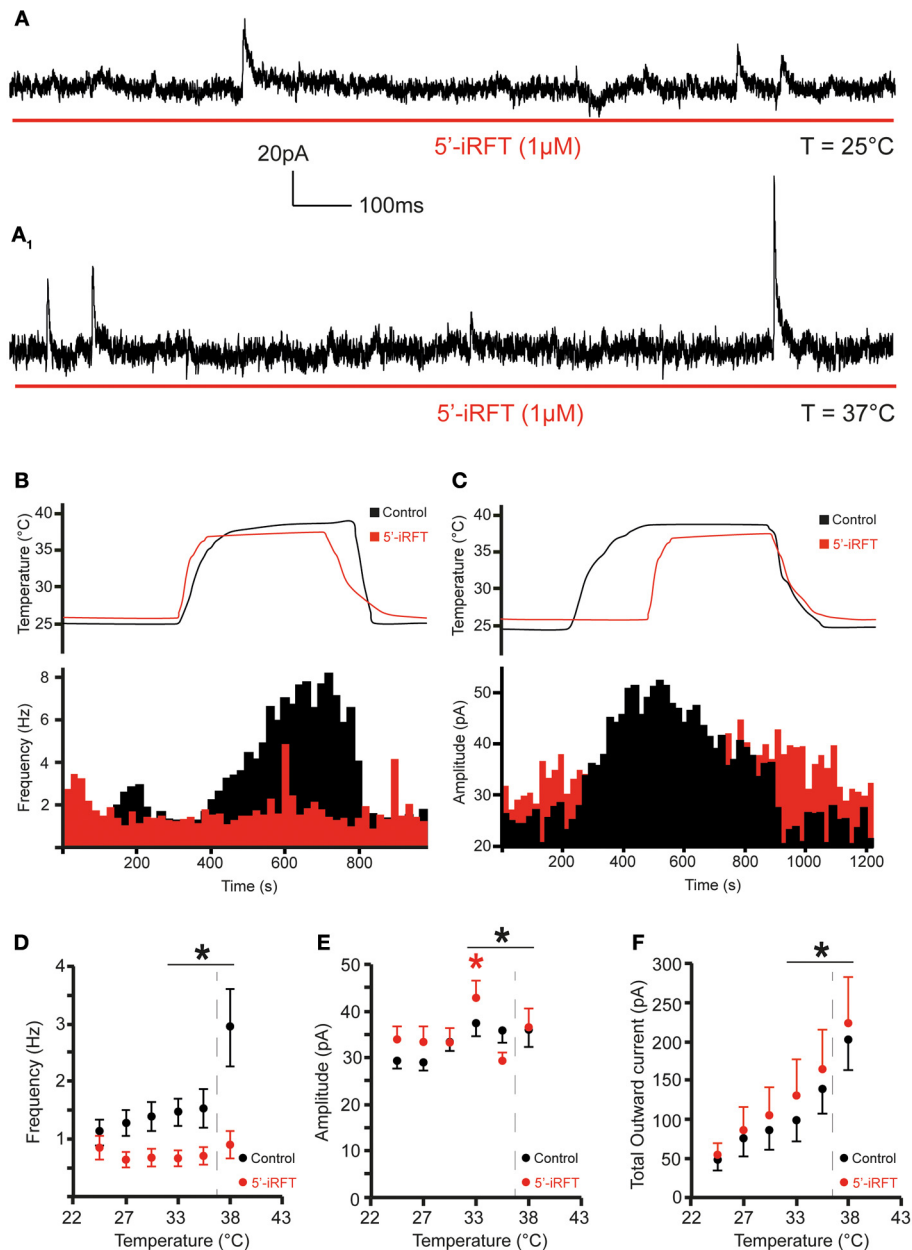 A
5'-iRFT (1µM)
T = 25°C
20pA
100ms
A1
5'-iRFT (1µM)
T = 37°C
B
Temperature (°C)
40
35
30
25
Control
5'-iRFT
Frequency (Hz)
8
6
4
2
200
400
600
800
Time (s)
C
Temperature (°C)
40
35
30
25
Control
5'-iRFT
Amplitude (pA)
50
40
30
20
0
200
400
600
800
1000
1200
Time (s)
D
*
Frequency (Hz)
4
3
2
1
0
22
27
33
38
43
Control
5'-iRFT
Temperature (°C)
E
*
*
Amplitude (pA)
50
40
30
30
20
10
0
22
27
33
38
43
Control
5'-iRFT
Temperature (°C)
F
*
Total Outward current (pA)
300
250
200
150
100
50
0
22
27
33
38
43
Control
5'-iRFT
Temperature (°C)